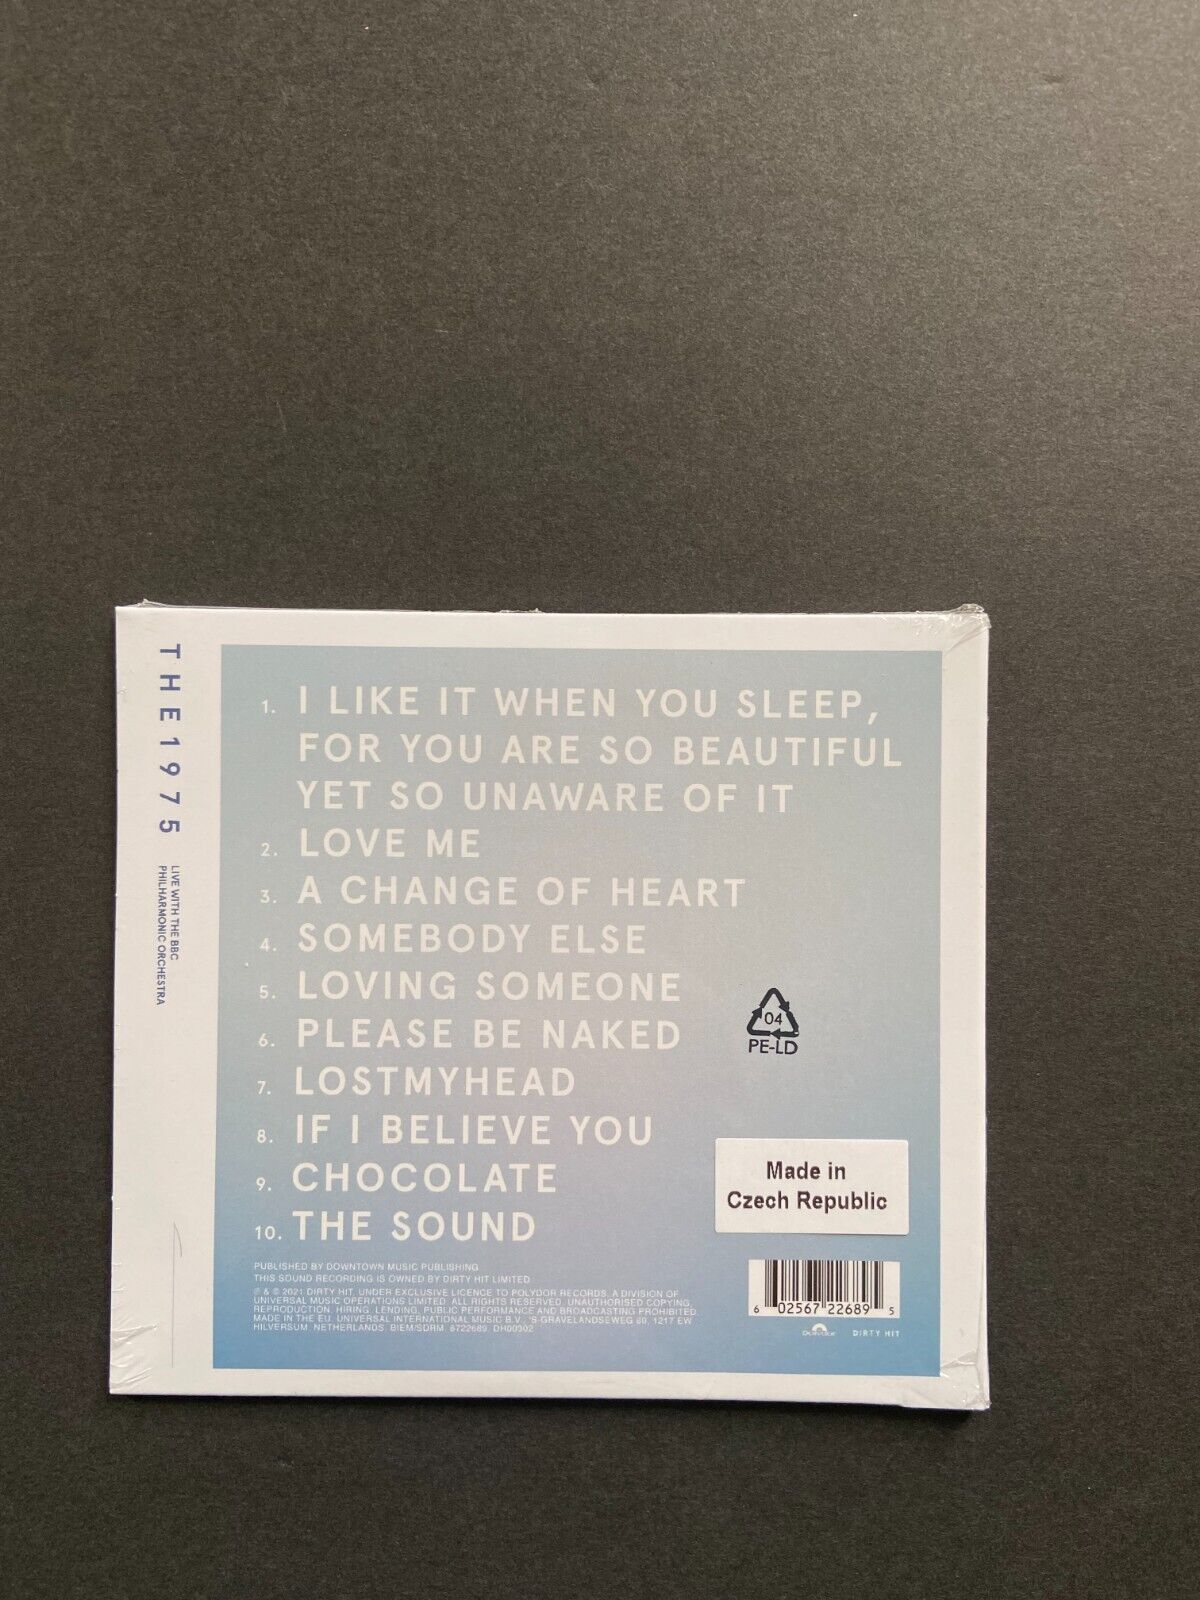 THE 1975
LIVE WITH THE BBC
PHILHARMONIC ORCHESTRA
1. I LIKE IT WHEN YOU SLEEP,
FOR YOU ARE SO BEAUTIFUL
YET SO UNAWARE OF IT
2. LOVE ME
3. A CHANGE OF HEART
4. SOMEBODY ELSE
5. LOVING SOMEONE
6. PLEASE BE NAKED
7. LOSTMYHEAD
8. IF I BELIEVE YOU
9. CHOCOLATE
10. THE SOUND
04
PE-LD
Made in
Czech Republic
PUBLISHED BY DOWNTOWN MUSIC PUBLISHING
THIS SOUND RECORDING IS OWNED BY DIRTY HIT LIMITED
℗ & © 2021 DIRTY HIT, UNDER EXCLUSIVE LICENCE TO POLYDOR RECORDS. A DIVISION OF
UNIVERSAL MUSIC OPERATIONS LIMITED. ALL RIGHTS RESERVED. UNAUTHORISED COPYING,
REPRODUCTION, HIRING, LENDING, PUBLIC PERFORMANCE AND BROADCASTING PROHIBITED.
MADE IN THE EU. UNIVERSAL INTERNATIONAL MUSIC B.V., 'S-GRAVELANDSEWEG 80, 1217 EW
HILVERSUM, NETHERLANDS. BIEM/SDRM. 8722689. DH00302
6 02567 22689 5
Polydor
DIRTY HIT